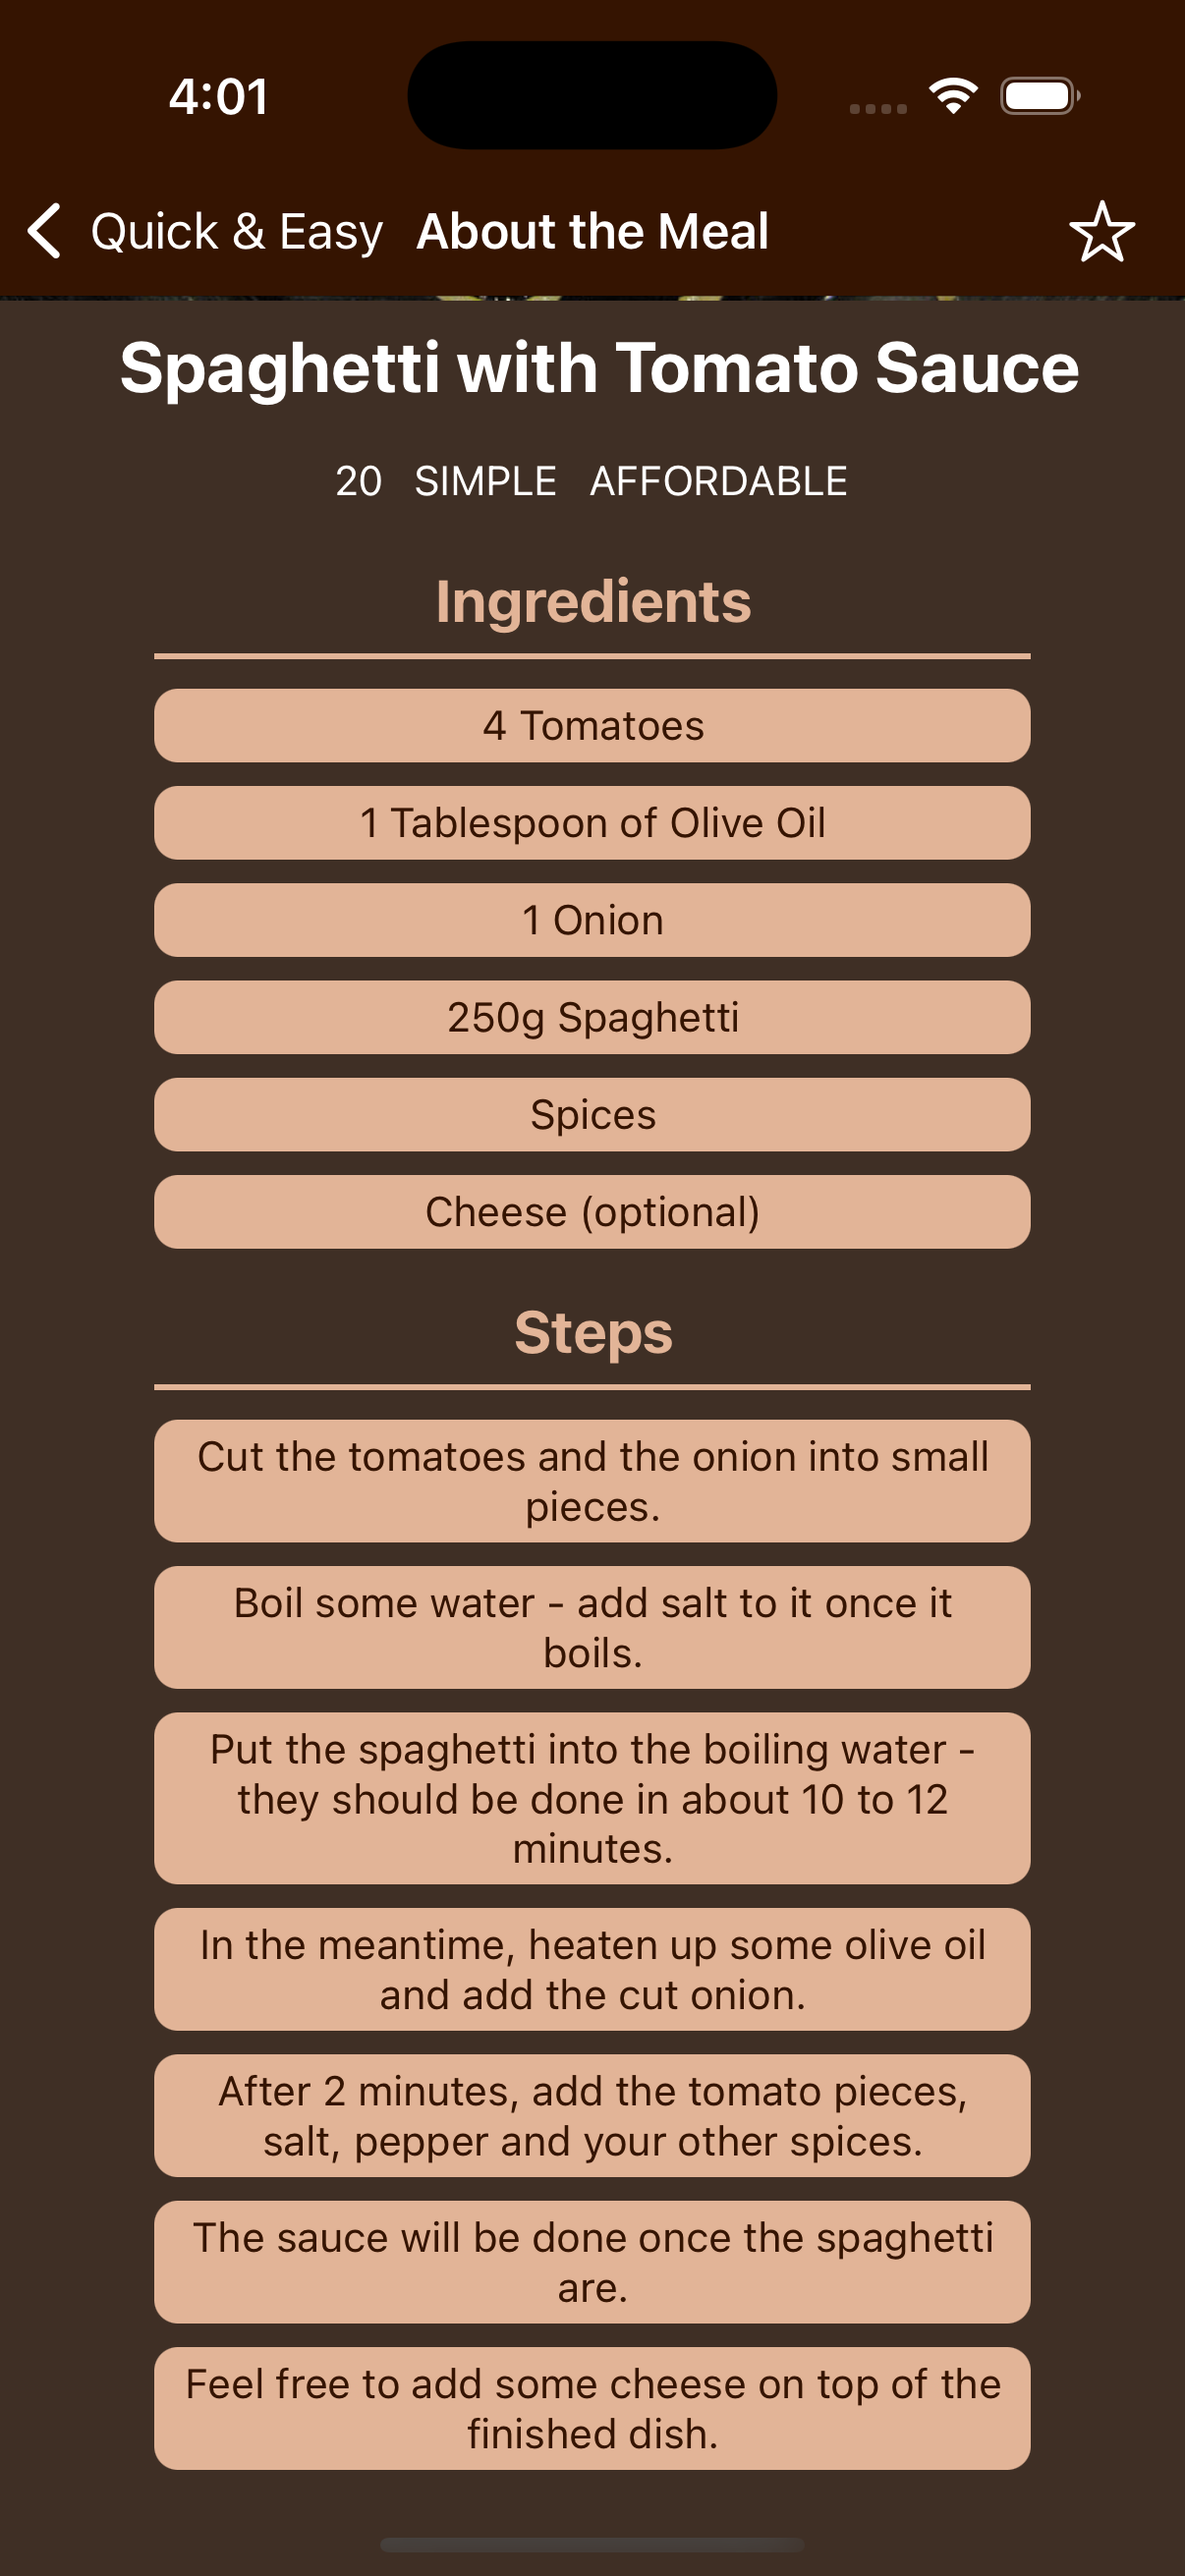 4:01
Quick & Easy About the Meal
Spaghetti with Tomato Sauce
20 SIMPLE AFFORDABLE
Ingredients
4 Tomatoes
1 Tablespoon of Olive Oil
1 Onion
250g Spaghetti
Spices
Cheese (optional)
Steps
Cut the tomatoes and the onion into small
pieces.
Boil some water - add salt to it once it
boils.
Put the spaghetti into the boiling water -
they should be done in about 10 to 12
minutes.
In the meantime, heaten up some olive oil
and add the cut onion.
After 2 minutes, add the tomato pieces,
salt, pepper and your other spices.
The sauce will be done once the spaghetti
are.
Feel free to add some cheese on top of the
finished dish.